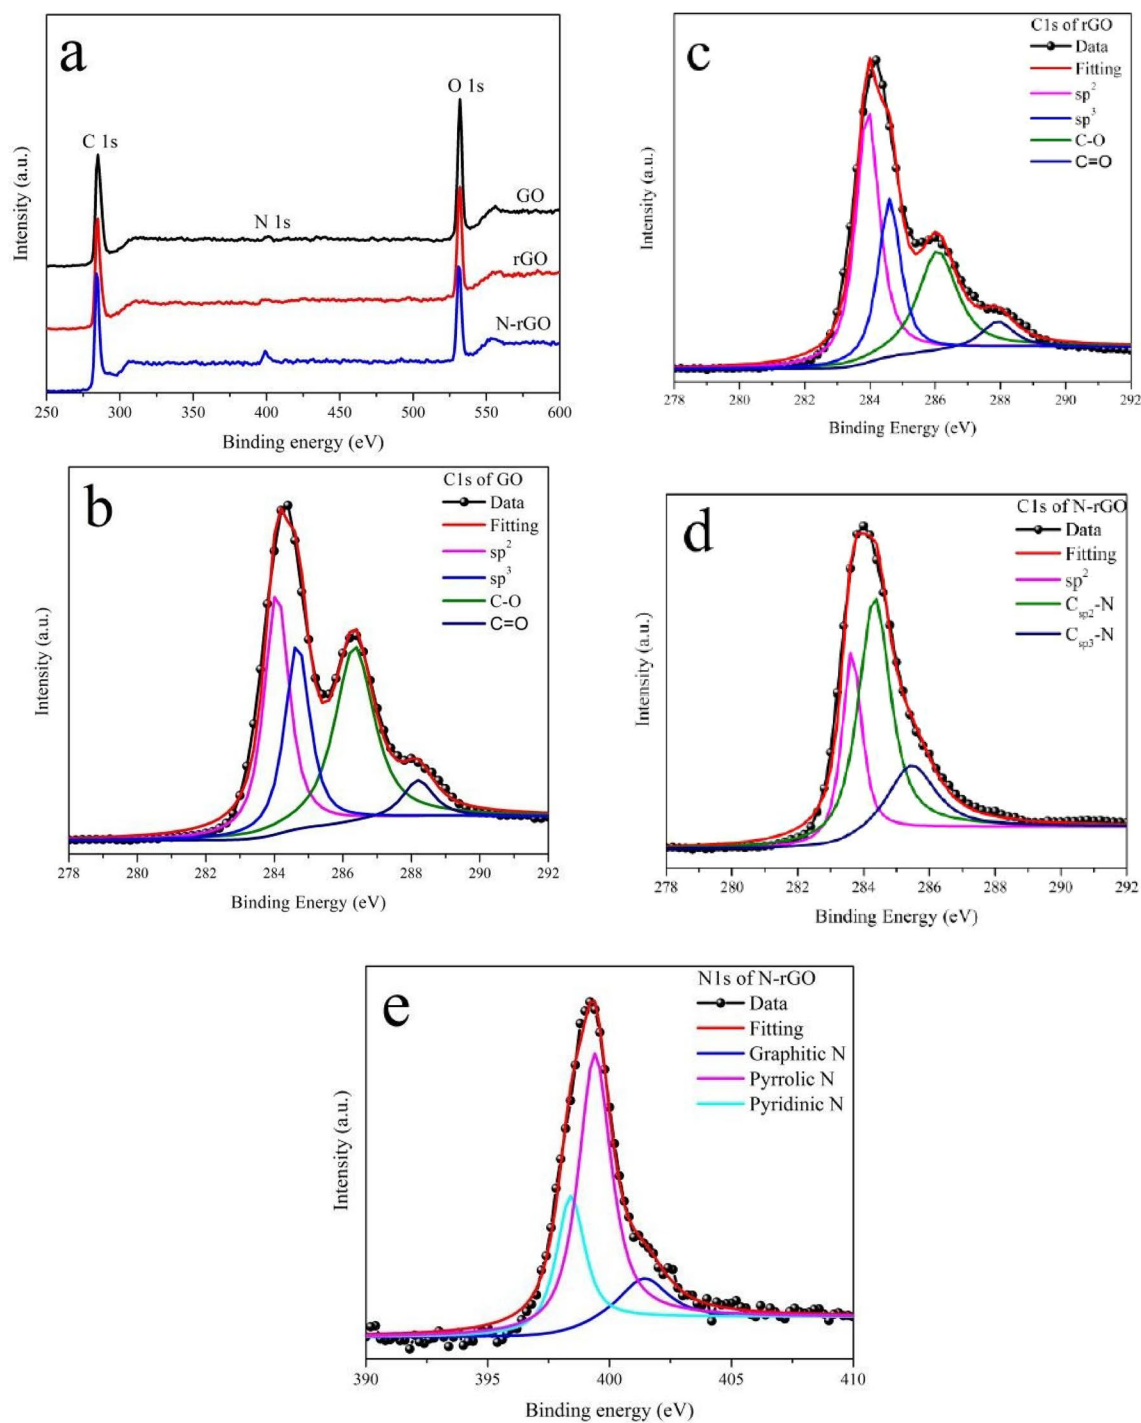 a
C 1s
O 1s
N 1s
GO
rGO
N-rGO
Intensity (a.u.)
250 300 350 400 450 500 550 600
Binding energy (eV)
c
C1s of rGO
Data
Fitting
sp²
sp³
C-O
C=O
Intensity (a.u.)
278 280 282 284 286 288 290 292
Binding Energy (eV)
b
C1s of GO
Data
Fitting
sp²
sp³
C-O
C=O
Intensity (a.u.)
278 280 282 284 286 288 290 292
Binding Energy (eV)
d
C1s of N-rGO
Data
Fitting
sp²
Csp2-N
Csp3-N
Intensity (a.u.)
278 280 282 284 286 288 290 292
Binding Energy (eV)
e
N1s of N-rGO
Data
Fitting
Graphitic N
Pyrrolic N
Pyridinic N
Intensity (a.u.)
390 395 400 405 410
Binding energy (eV)